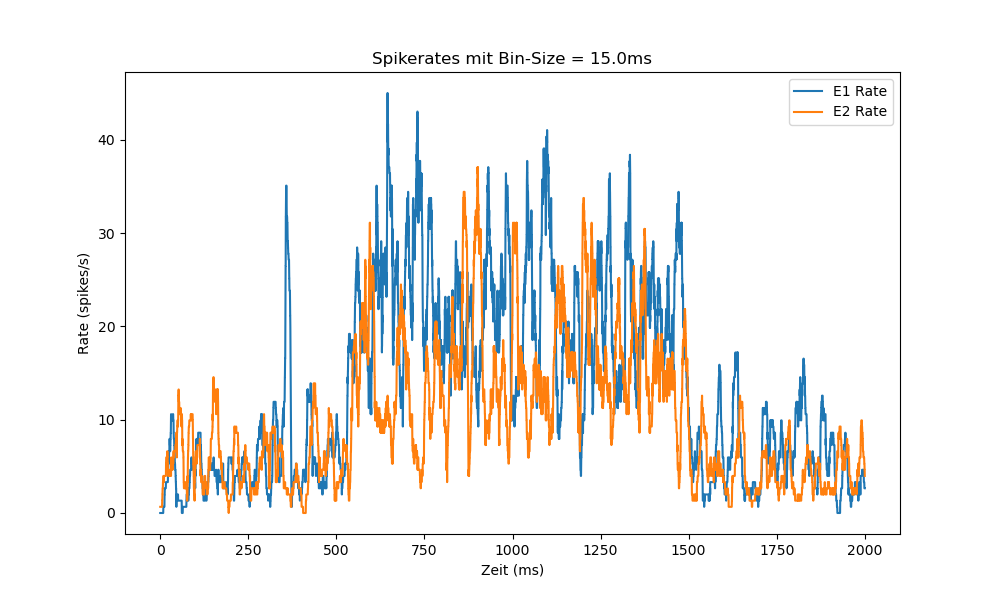 Spikerates mit Bin-Size = 15.0ms
E1 Rate
E2 Rate
Rate (spikes/s)
40
30
20
10
0
0 250 500 750 1000 1250 1500 1750 2000
Zeit (ms)